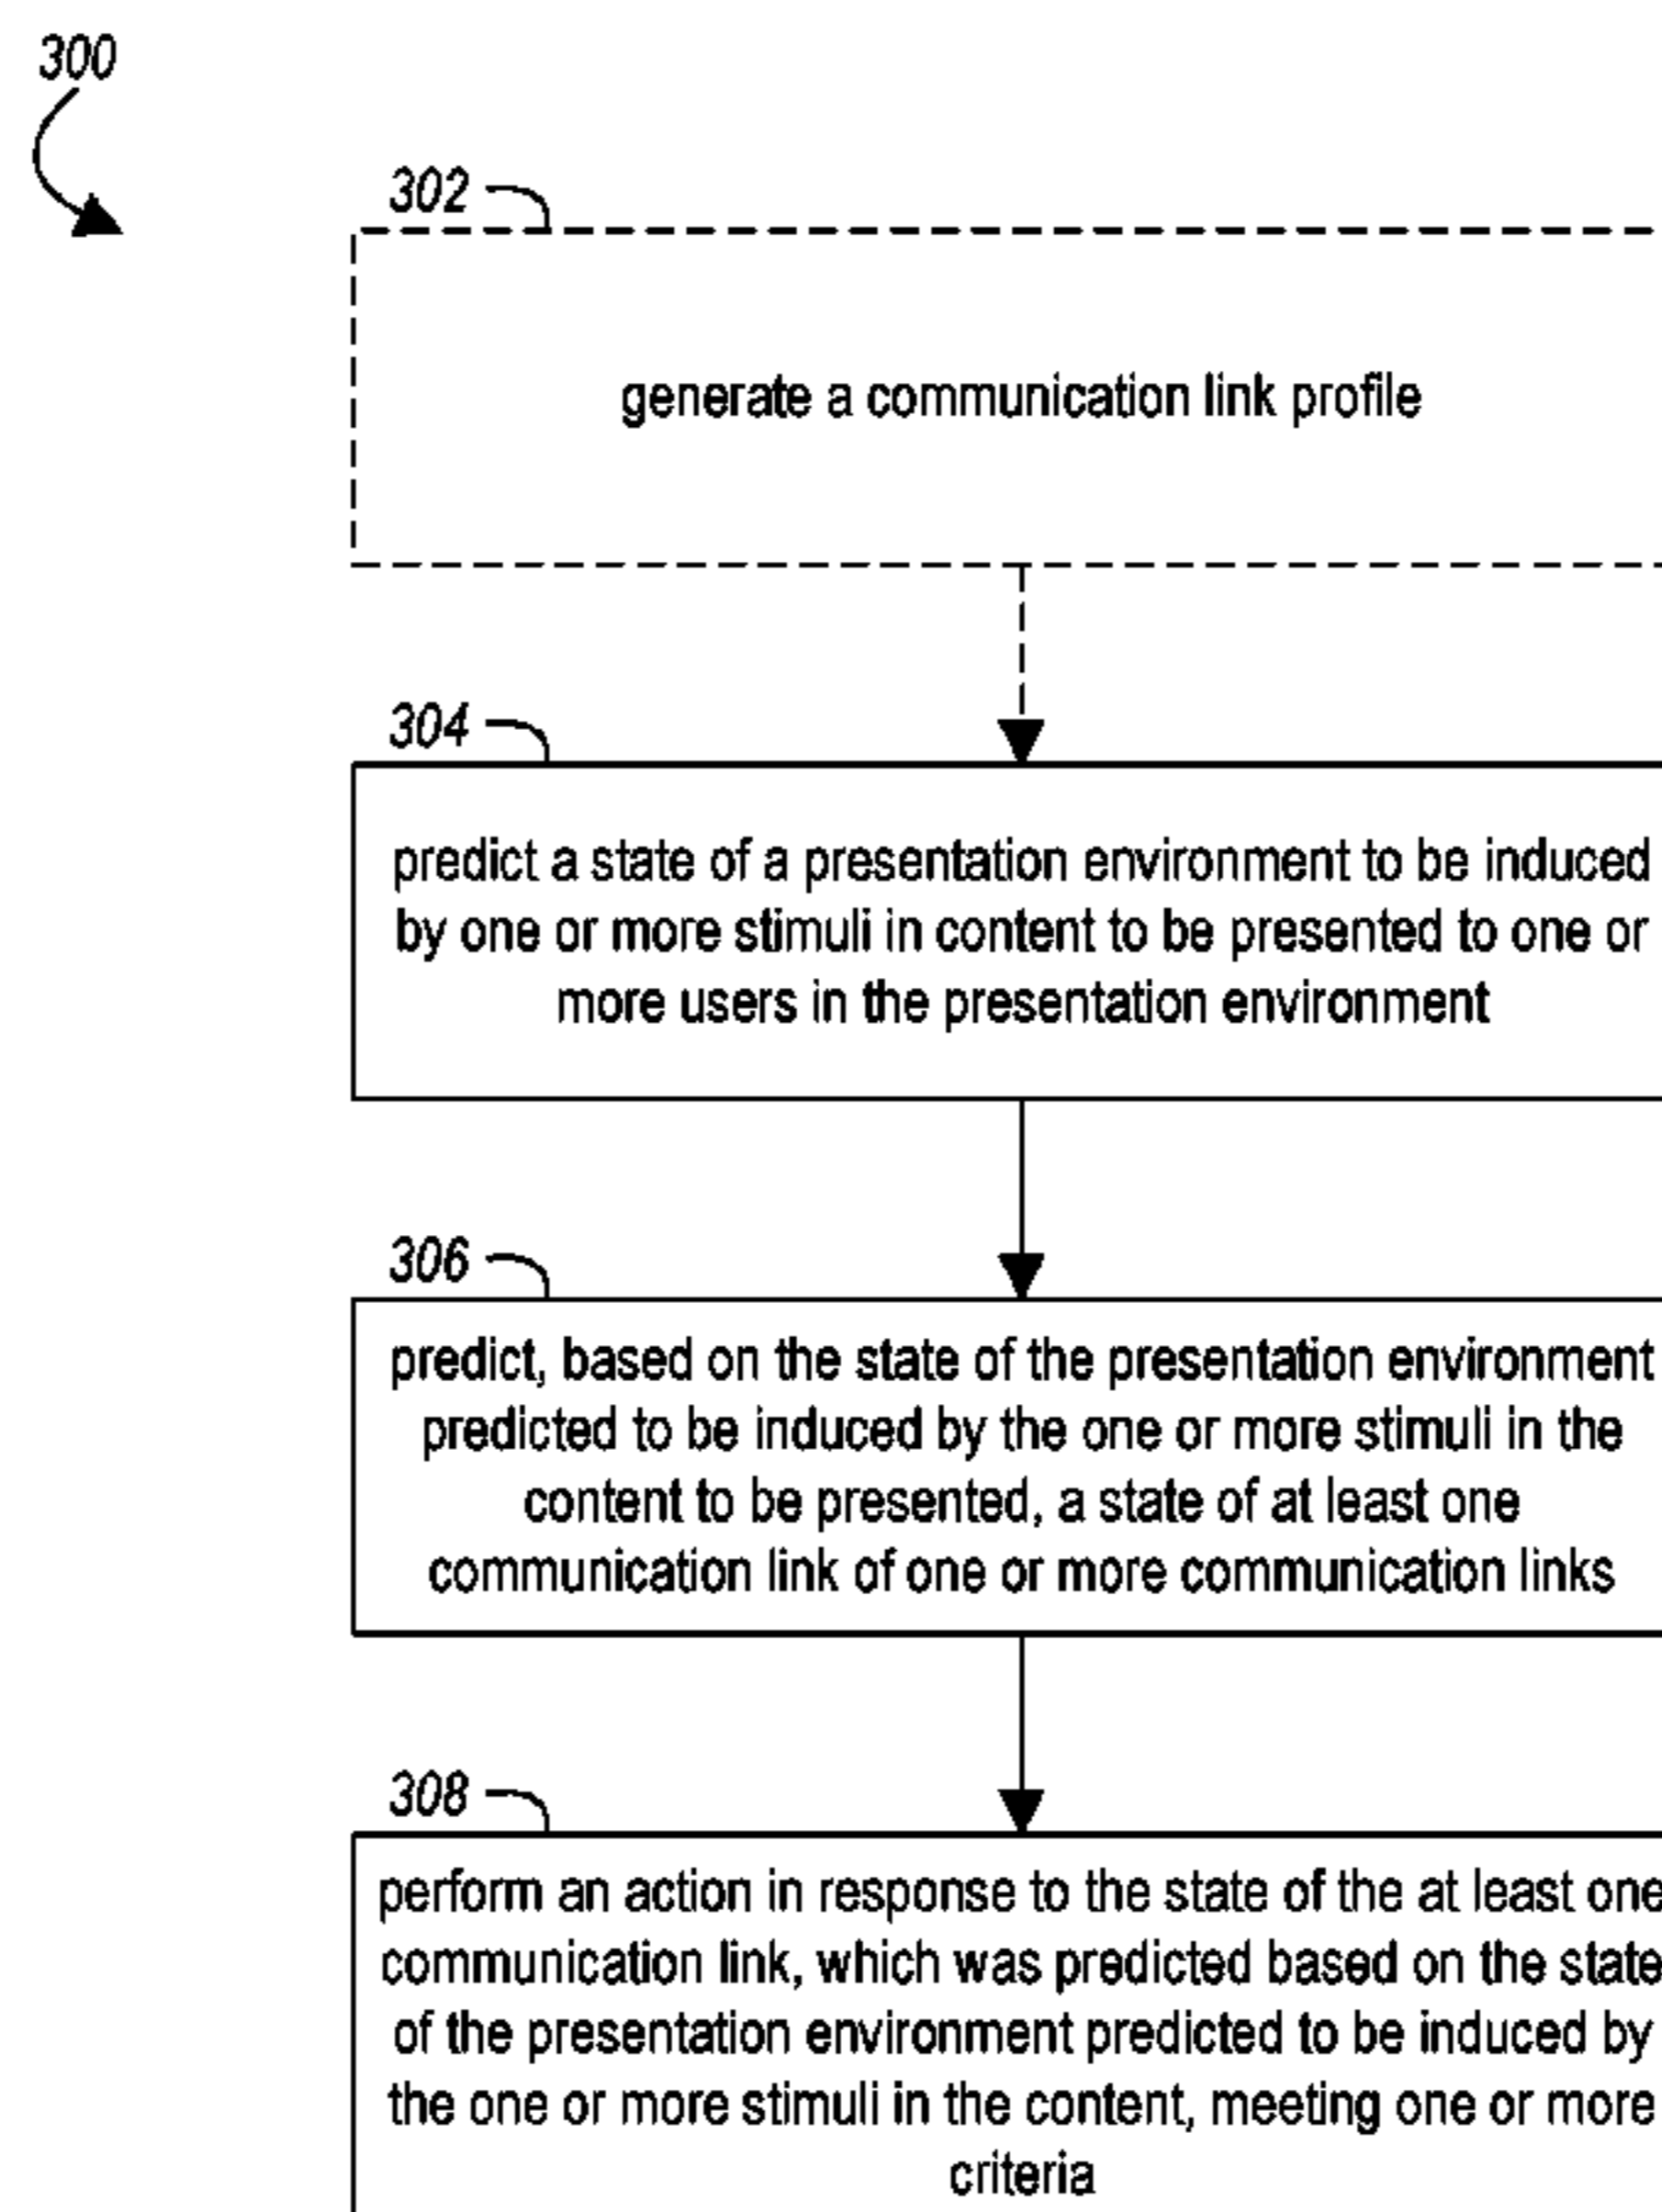 300
302
generate a communication link profile
304
predict a state of a presentation environment to be induced
by one or more stimuli in content to be presented to one or
more users in the presentation environment
306
predict, based on the state of the presentation environment
predicted to be induced by the one or more stimuli in the
content to be presented, a state of at least one
communication link of one or more communication links
308
perform an action in response to the state of the at least one
communication link, which was predicted based on the state
of the presentation environment predicted to be induced by
the one or more stimuli in the content, meeting one or more
criteria